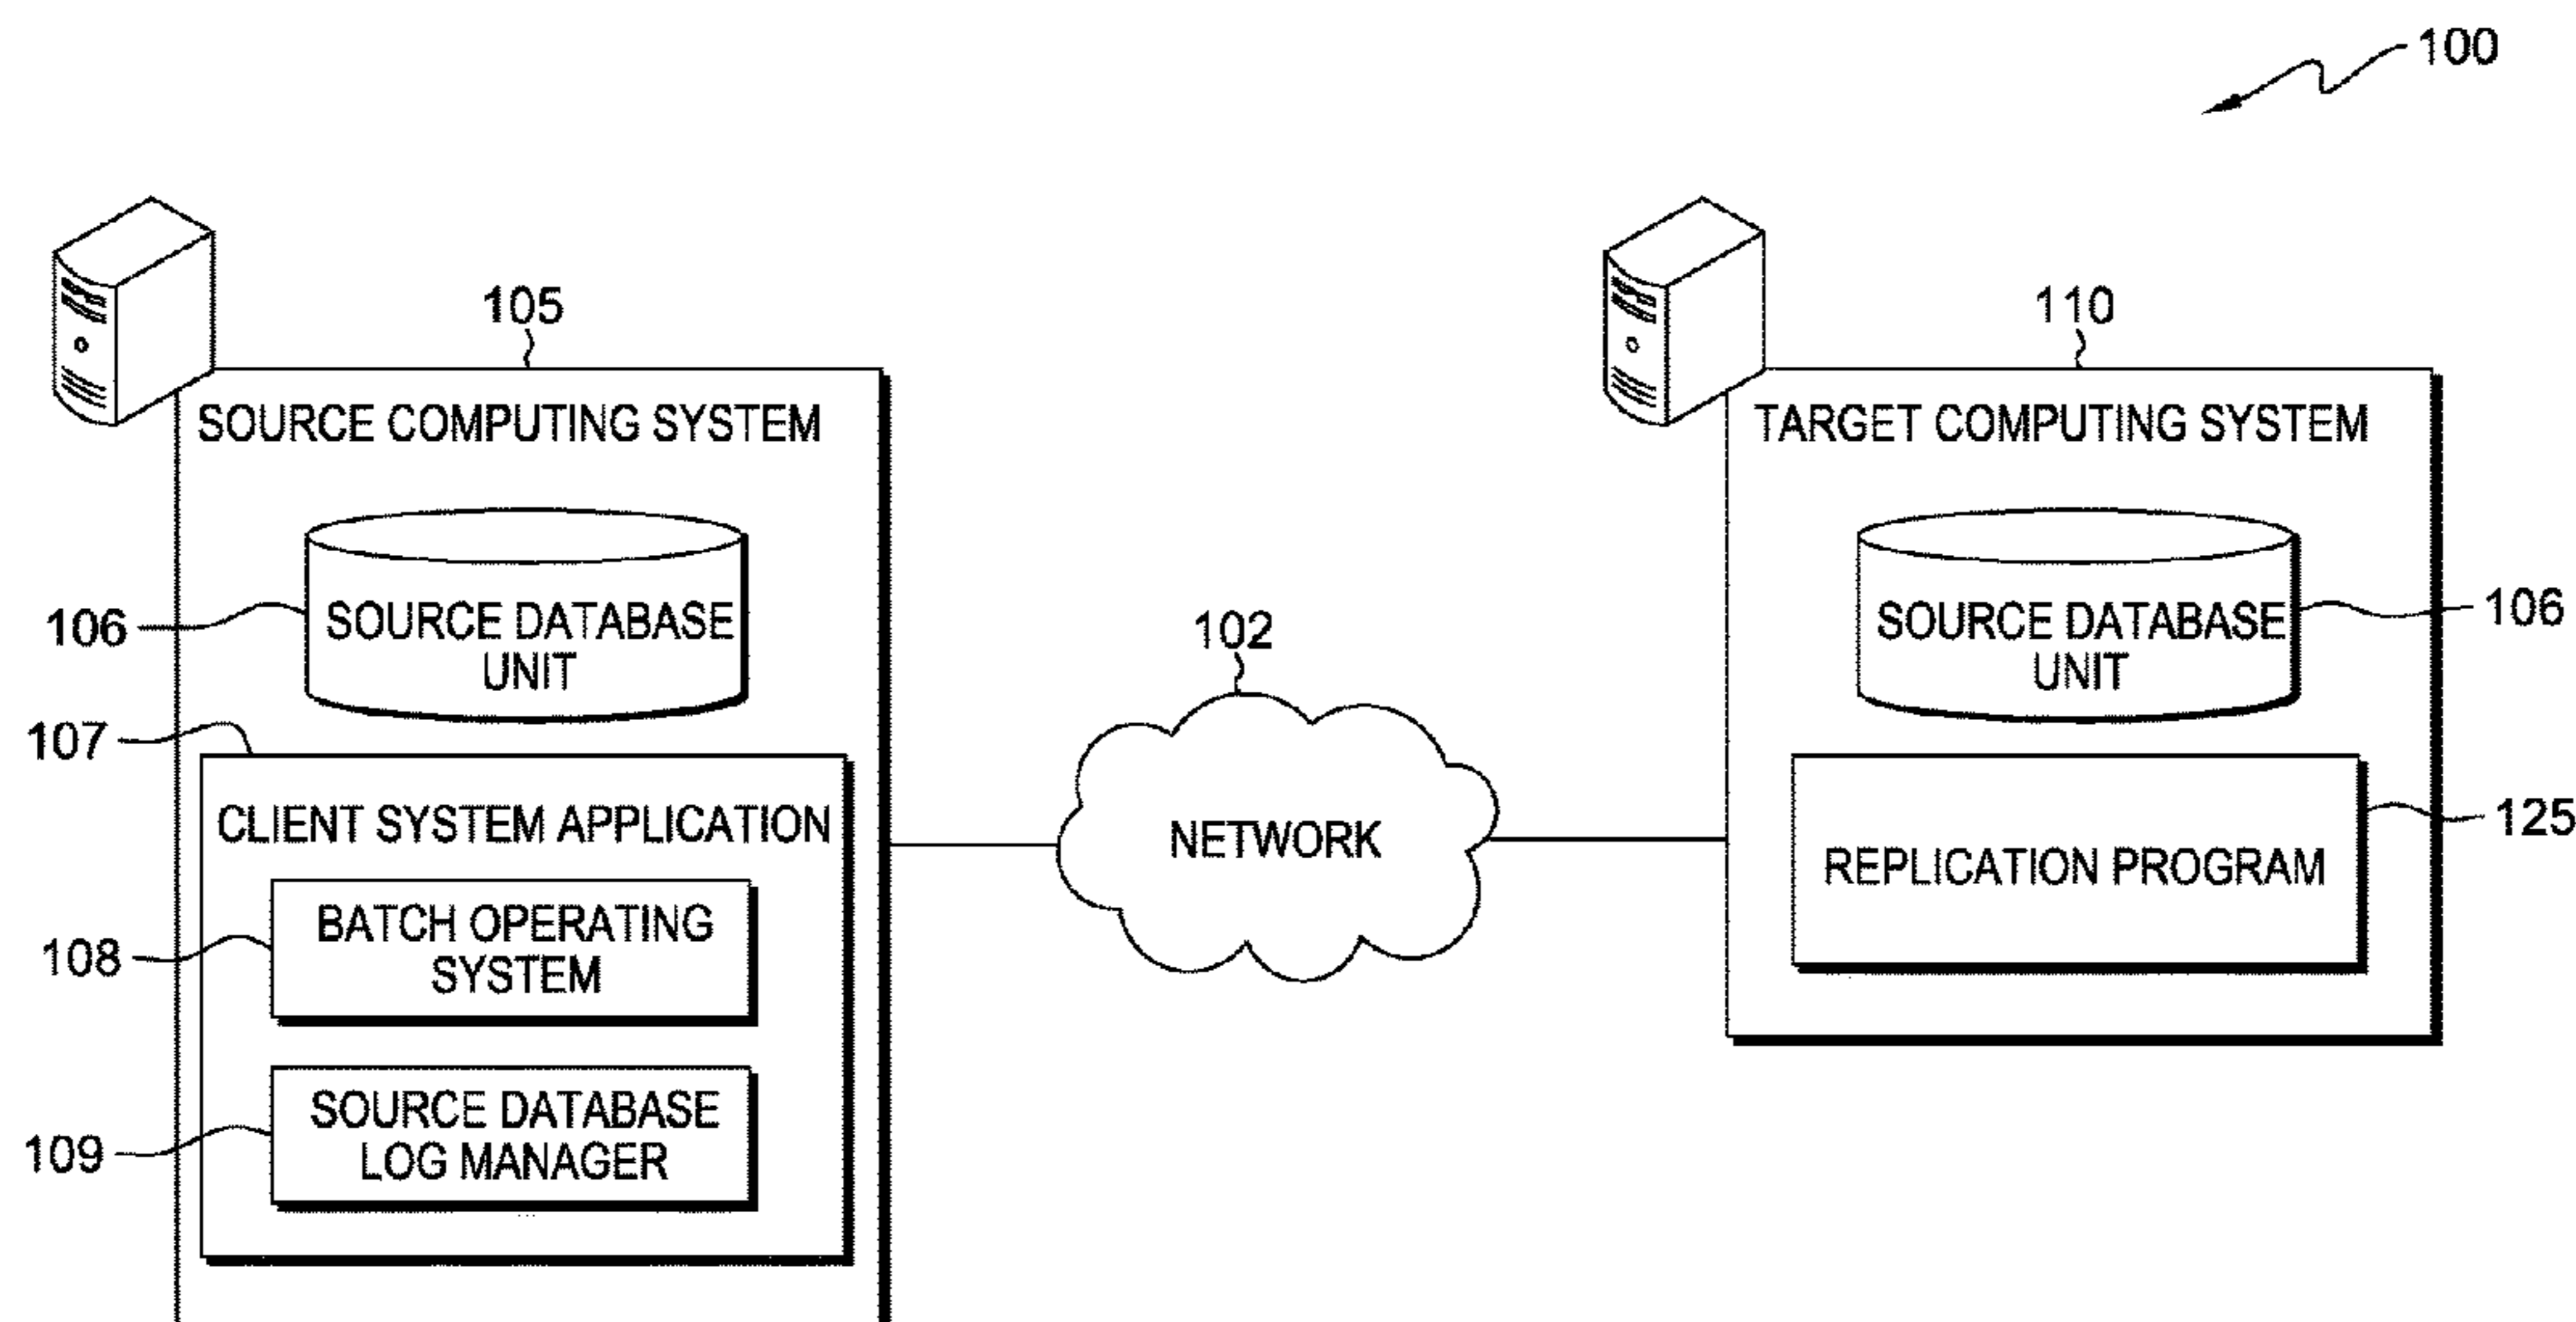 100
105
SOURCE COMPUTING SYSTEM
106
SOURCE DATABASE
UNIT
107
CLIENT SYSTEM APPLICATION
108
BATCH OPERATING
SYSTEM
109
SOURCE DATABASE
LOG MANAGER
102
NETWORK
110
TARGET COMPUTING SYSTEM
SOURCE DATABASE
UNIT
106
REPLICATION PROGRAM
125